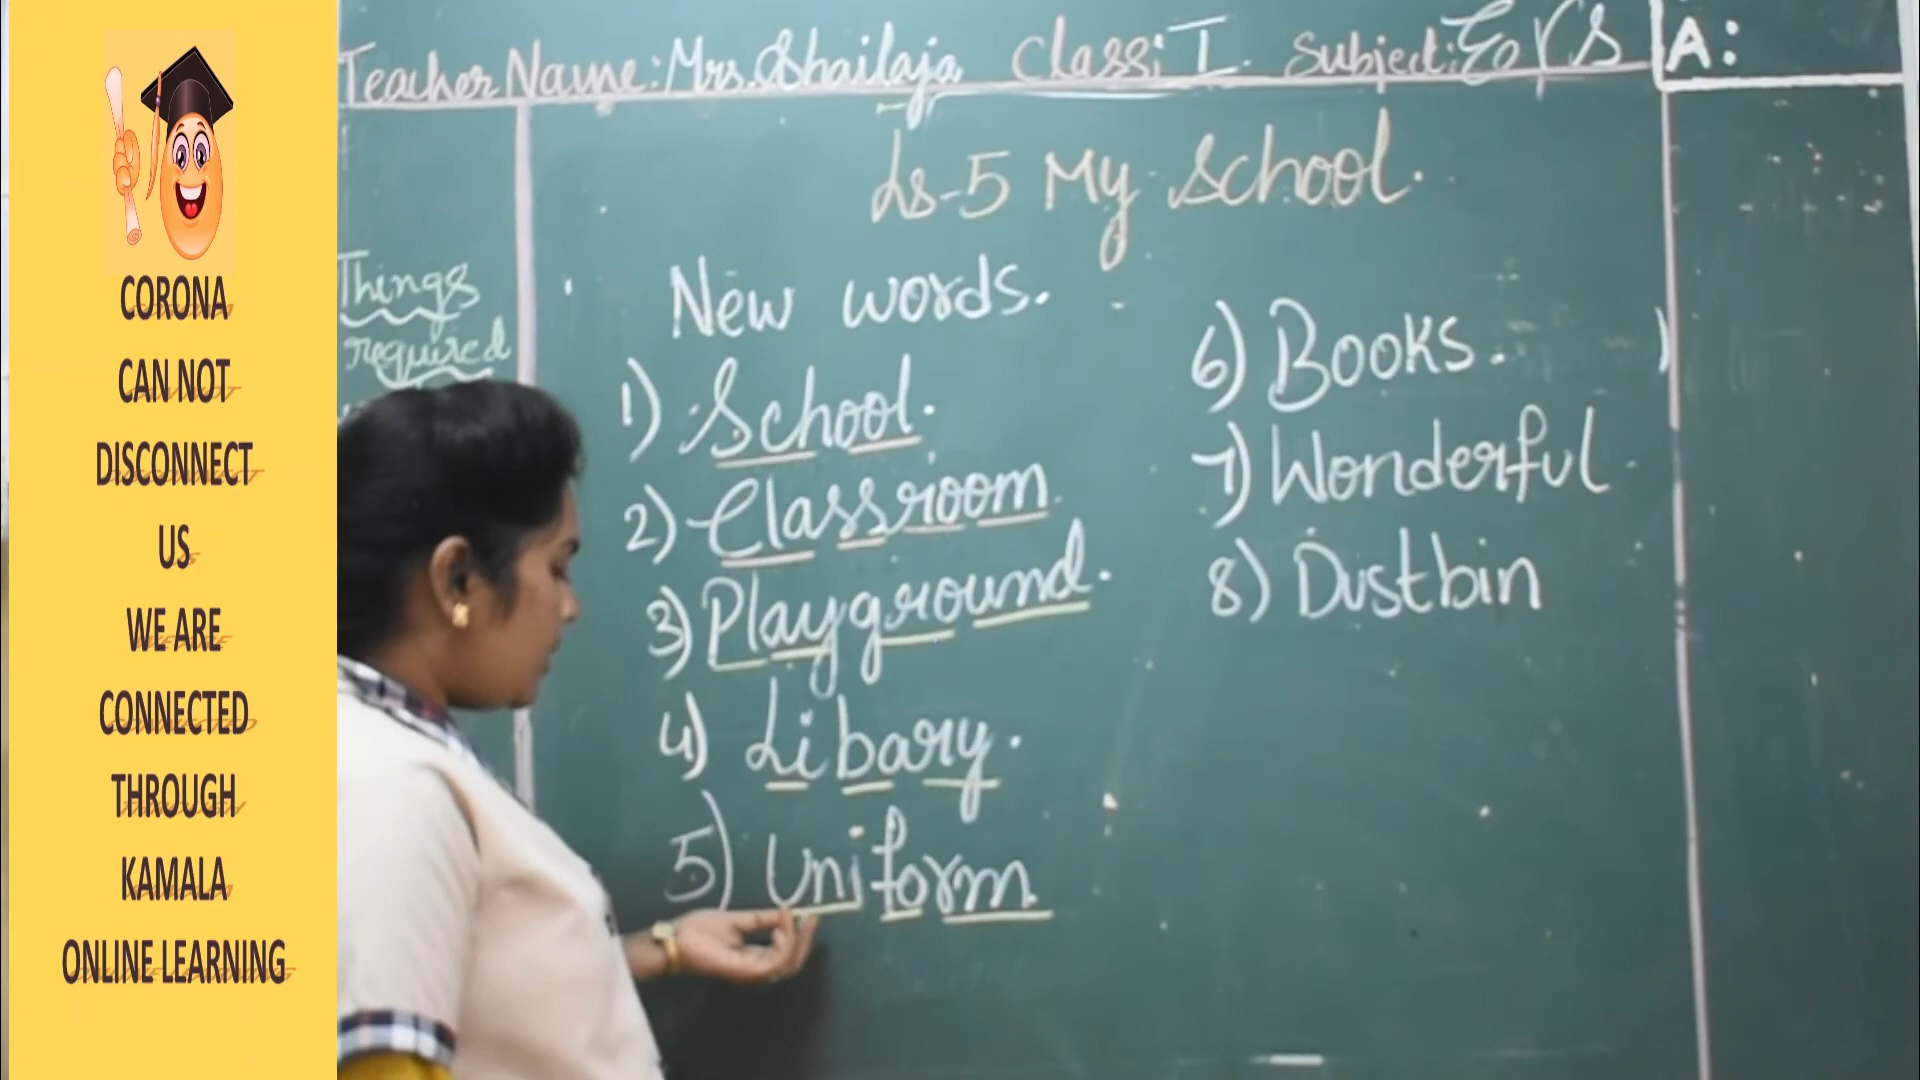 CORONA
CAN NOT
DISCONNECT
US
WE ARE
CONNECTED
THROUGH
KAMALA
ONLINE LEARNING
Teacher Name: Mrs. Shailaja Class: I. Subject: EVS
A:
Ls-5 My School.
Things
required
New words.
1) School.
2) Classroom.
3) Playground.
4) Libary.
5) Uniform.
6) Books.
7) Wonderful.
8) Dustbin